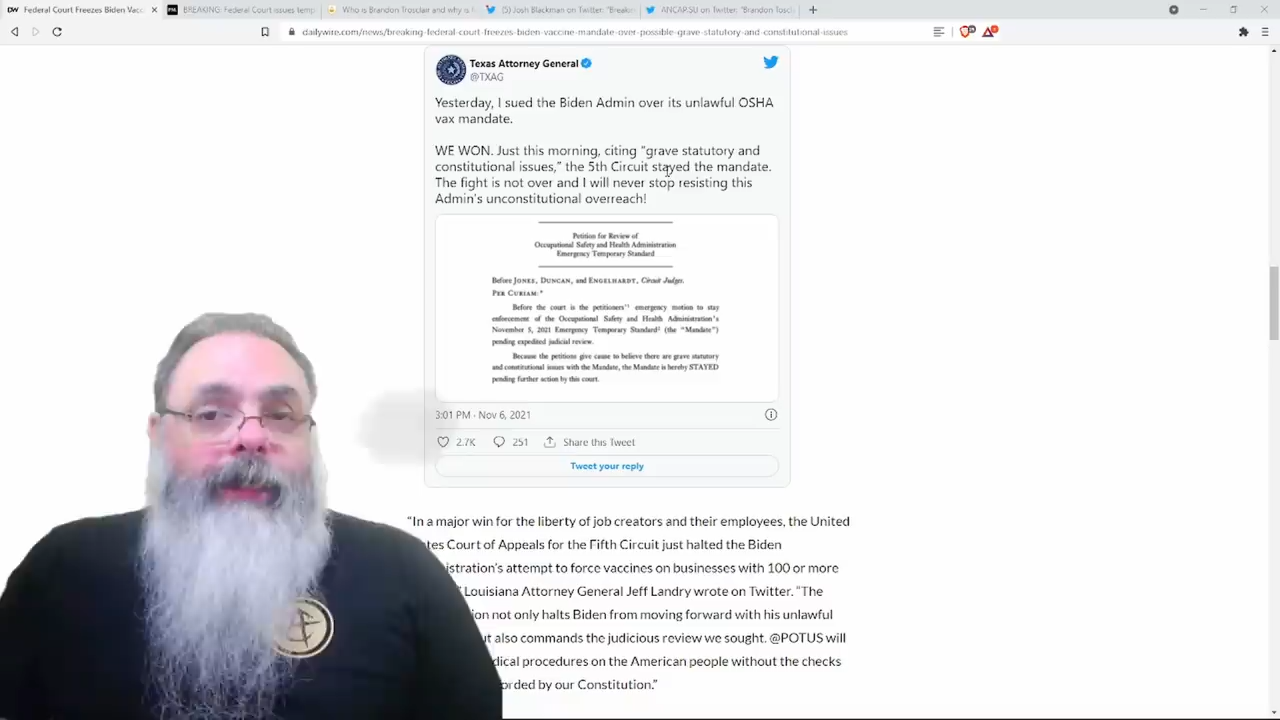 Federal Court Freezes Biden Vacc
BREAKING: Federal Court issues temp
Who is Brandon Trosclair and why is
(5) Josh Blackman on Twitter: "Breakin
ANCAP.SU on Twitter: "Brandon Toscl
dailywire.com/news/breaking-federal-court-freezes-biden-vaccine-mandate-over-possible-grave-statutory-and-constitutional-issues
Texas Attorney General
@TXAG
Yesterday, I sued the Biden Admin over its unlawful OSHA
vax mandate.
WE WON. Just this morning, citing "grave statutory and
constitutional issues," the 5th Circuit stayed the mandate.
The fight is not over and I will never stop resisting this
Admin's unconstitutional overreach!
Petition for Review of
Occupational Safety and Health Administration
Emergency Temporary Standard
Before Jones, Duncan, and Engelhardt, Circuit Judges.
Per Curiam:*
Before the court is the petitioners'¹ emergency motion to stay
enforcement of the Occupational Safety and Health Administration's
November 5, 2021 Emergency Temporary Standard² (the "Mandate")
pending expedited judicial review.
Because the petitions give cause to believe there are grave statutory
and constitutional issues with the Mandate, the Mandate is hereby STAYED
pending further action by this court.
3:01 PM · Nov 6, 2021
2.7K 251 Share this Tweet
Tweet your reply
"In a major win for the liberty of job creators and their employees, the United
tes Court of Appeals for the Fifth Circuit just halted the Biden
istration's attempt to force vaccines on businesses with 100 or more
Louisiana Attorney General Jeff Landry wrote on Twitter. "The
ion not only halts Biden from moving forward with his unlawful
ut also commands the judicious review we sought. @POTUS will
dical procedures on the American people without the checks
orded by our Constitution."